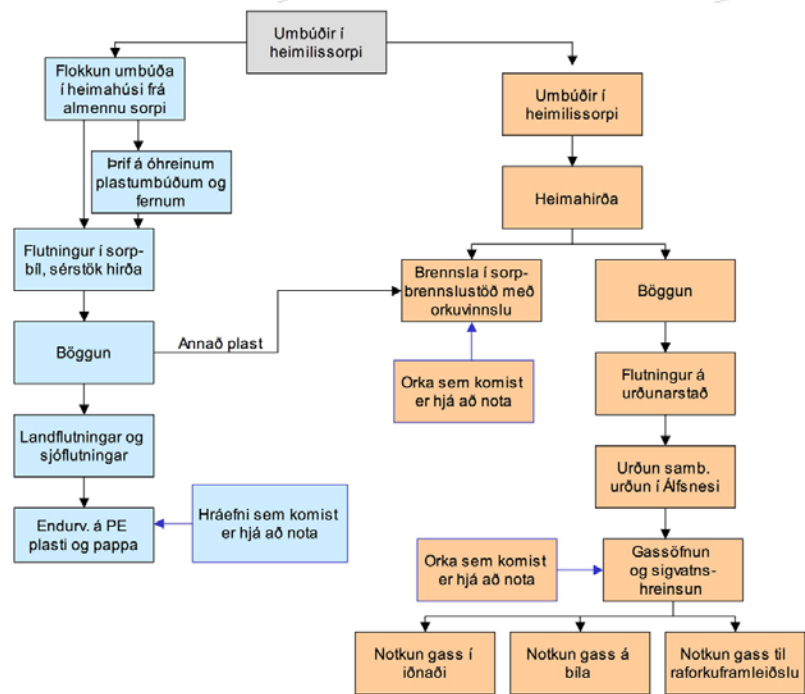 Umbúðir í
heimilissorpi
Flokkun umbúða
í heimahúsi frá
almennu sorpi
Umbúðir í
heimilissorpi
Þrif á óhreinum
plastumbúðum og
fernum
Heimahirða
Flutningur í sorp-
bíl, sérstök hirða
Brennsla í sorp-
brennslustöð með
orkuvinnslu
Böggun
Böggun
Annað plast
Orka sem komist
er hjá að nota
Flutningur á
urðunarstað
Landflutningar og
sjóflutningar
Urðun samb.
urðun í Álfsnesi
Endurv. á PE
plasti og pappa
Hráefni sem komist
er hjá að nota
Orka sem komist
er hjá að nota
Gassöfnun
og sigvatns-
hreinsun
Notkun gass í
iðnaði
Notkun gass á
bíla
Notkun gass til
raforkuframleiðslu